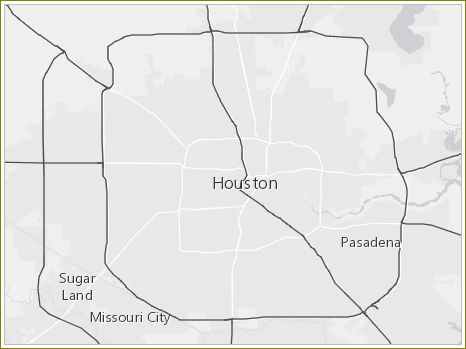 Houston
Pasadena
Sugar
Land
Missouri City